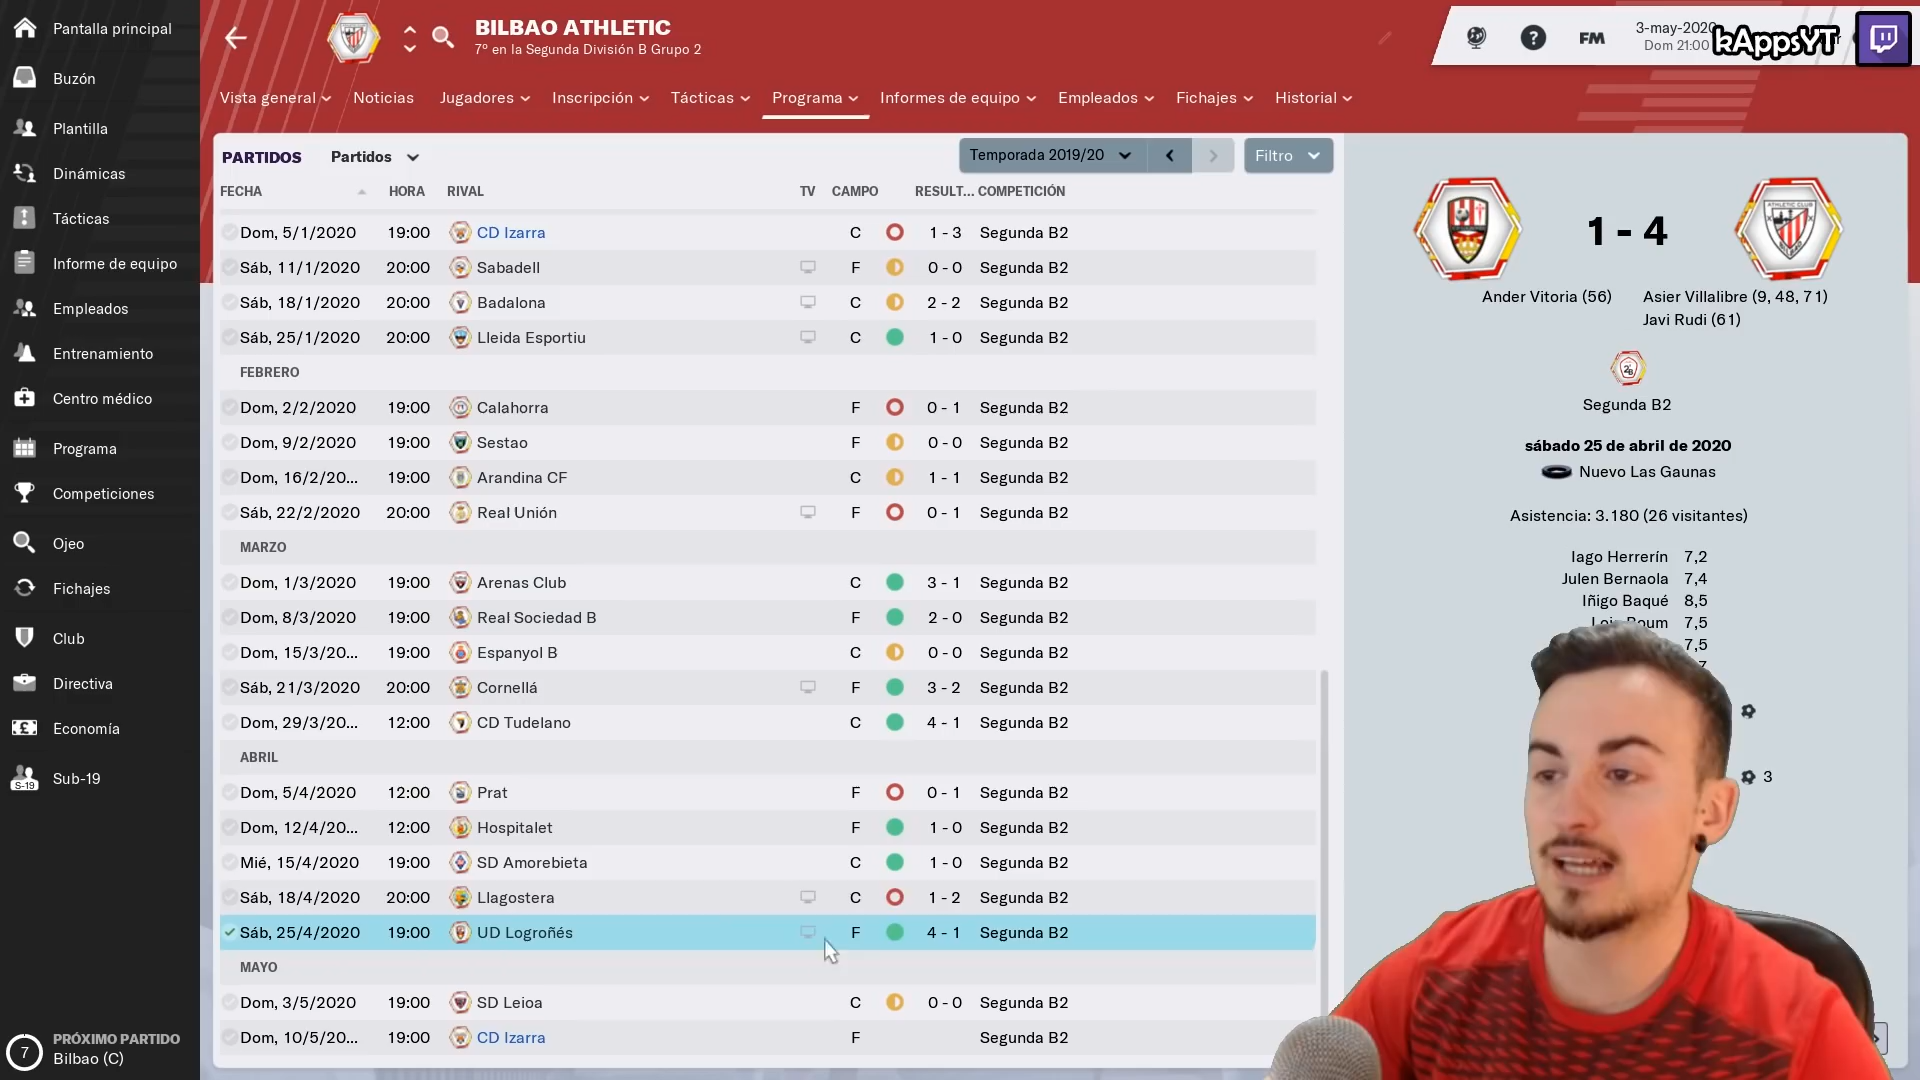 Pantalla principal
Buzón
Plantilla
Dinámicas
Tácticas
Informe de equipo
Empleados
Entrenamiento
Centro médico
Programa
Competiciones
Ojeo
Fichajes
Club
Directiva
Economía
S-19
Sub-19
7
PRÓXIMO PARTIDO
Bilbao (C)
BILBAO ATHLETIC
7º en la Segunda División B Grupo 2
? FM
3-may-2020
Dom 21:00
kAppsYT
Vista general Noticias Jugadores Inscripción Tácticas Programa Informes de equipo Empleados Fichajes Historial
PARTIDOS Partidos Temporada 2019/20 Filtro
FECHA HORA RIVAL TV CAMPO RESULT... COMPETICIÓN
Dom, 5/1/2020 19:00 CD Izarra C 1 - 3 Segunda B2
Sáb, 11/1/2020 20:00 Sabadell F 0 - 0 Segunda B2
Sáb, 18/1/2020 20:00 Badalona C 2 - 2 Segunda B2
Sáb, 25/1/2020 20:00 Lleida Esportiu C 1 - 0 Segunda B2
FEBRERO
Dom, 2/2/2020 19:00 Calahorra F 0 - 1 Segunda B2
Dom, 9/2/2020 19:00 Sestao F 0 - 0 Segunda B2
Dom, 16/2/20... 19:00 Arandina CF C 1 - 1 Segunda B2
Sáb, 22/2/2020 20:00 Real Unión F 0 - 1 Segunda B2
MARZO
Dom, 1/3/2020 19:00 Arenas Club C 3 - 1 Segunda B2
Dom, 8/3/2020 19:00 Real Sociedad B F 2 - 0 Segunda B2
Dom, 15/3/20... 19:00 Espanyol B C 0 - 0 Segunda B2
Sáb, 21/3/2020 20:00 Cornellá F 3 - 2 Segunda B2
Dom, 29/3/20... 12:00 CD Tudelano C 4 - 1 Segunda B2
ABRIL
Dom, 5/4/2020 12:00 Prat F 0 - 1 Segunda B2
Dom, 12/4/20... 12:00 Hospitalet F 1 - 0 Segunda B2
Mié, 15/4/2020 19:00 SD Amorebieta C 1 - 0 Segunda B2
Sáb, 18/4/2020 20:00 Llagostera C 1 - 2 Segunda B2
Sáb, 25/4/2020 19:00 UD Logroñés F 4 - 1 Segunda B2
MAYO
Dom, 3/5/2020 19:00 SD Leioa C 0 - 0 Segunda B2
Dom, 10/5/20... 19:00 CD Izarra F Segunda B2
1 - 4
Ander Vitoria (56) Asier Villalibre (9, 48, 71)
Javi Rudi (61)
Segunda B2
sábado 25 de abril de 2020
Nuevo Las Gaunas
Asistencia: 3.180 (26 visitantes)
Iago Herrerín 7,2
Julen Bernaola 7,4
Iñigo Baqué 8,5
7,5
7,5
3